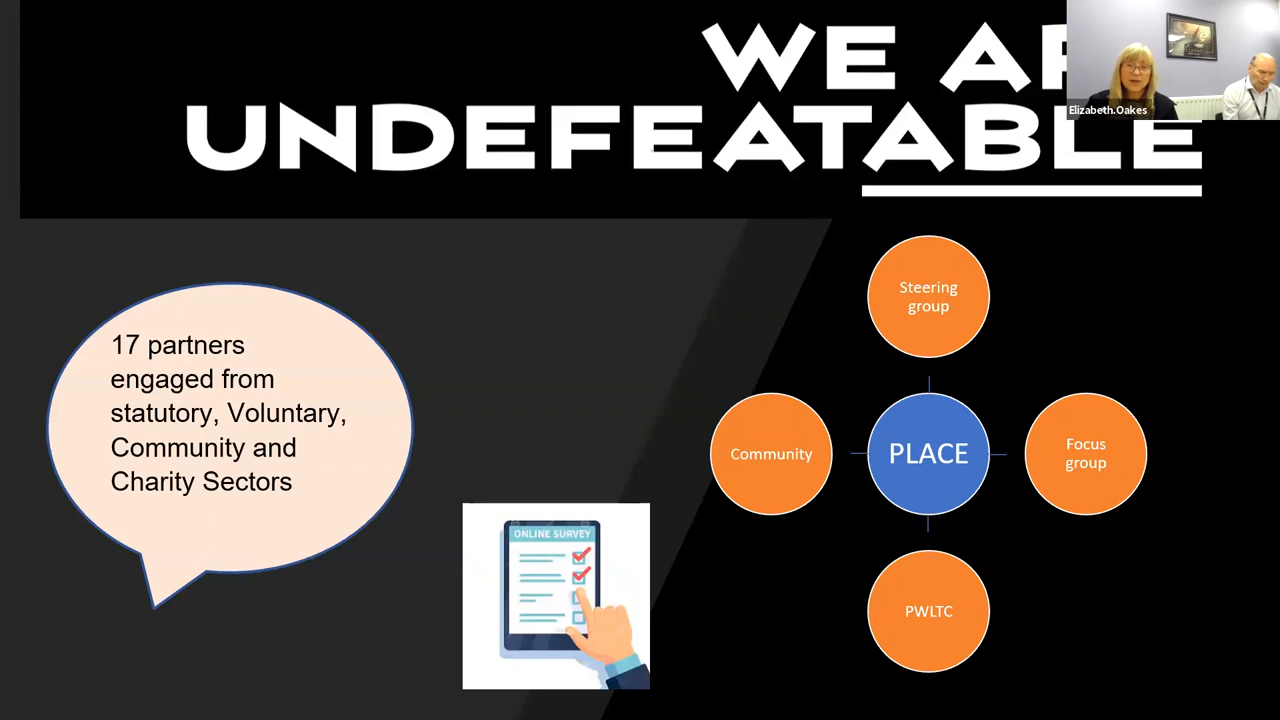 WE AR
UNDEFEATABLE
Elizabeth.Oakes
17 partners
engaged from
statutory, Voluntary,
Community and
Charity Sectors
ONLINE SURVEY
Steering
group
Community
PLACE
Focus
group
PWLTC